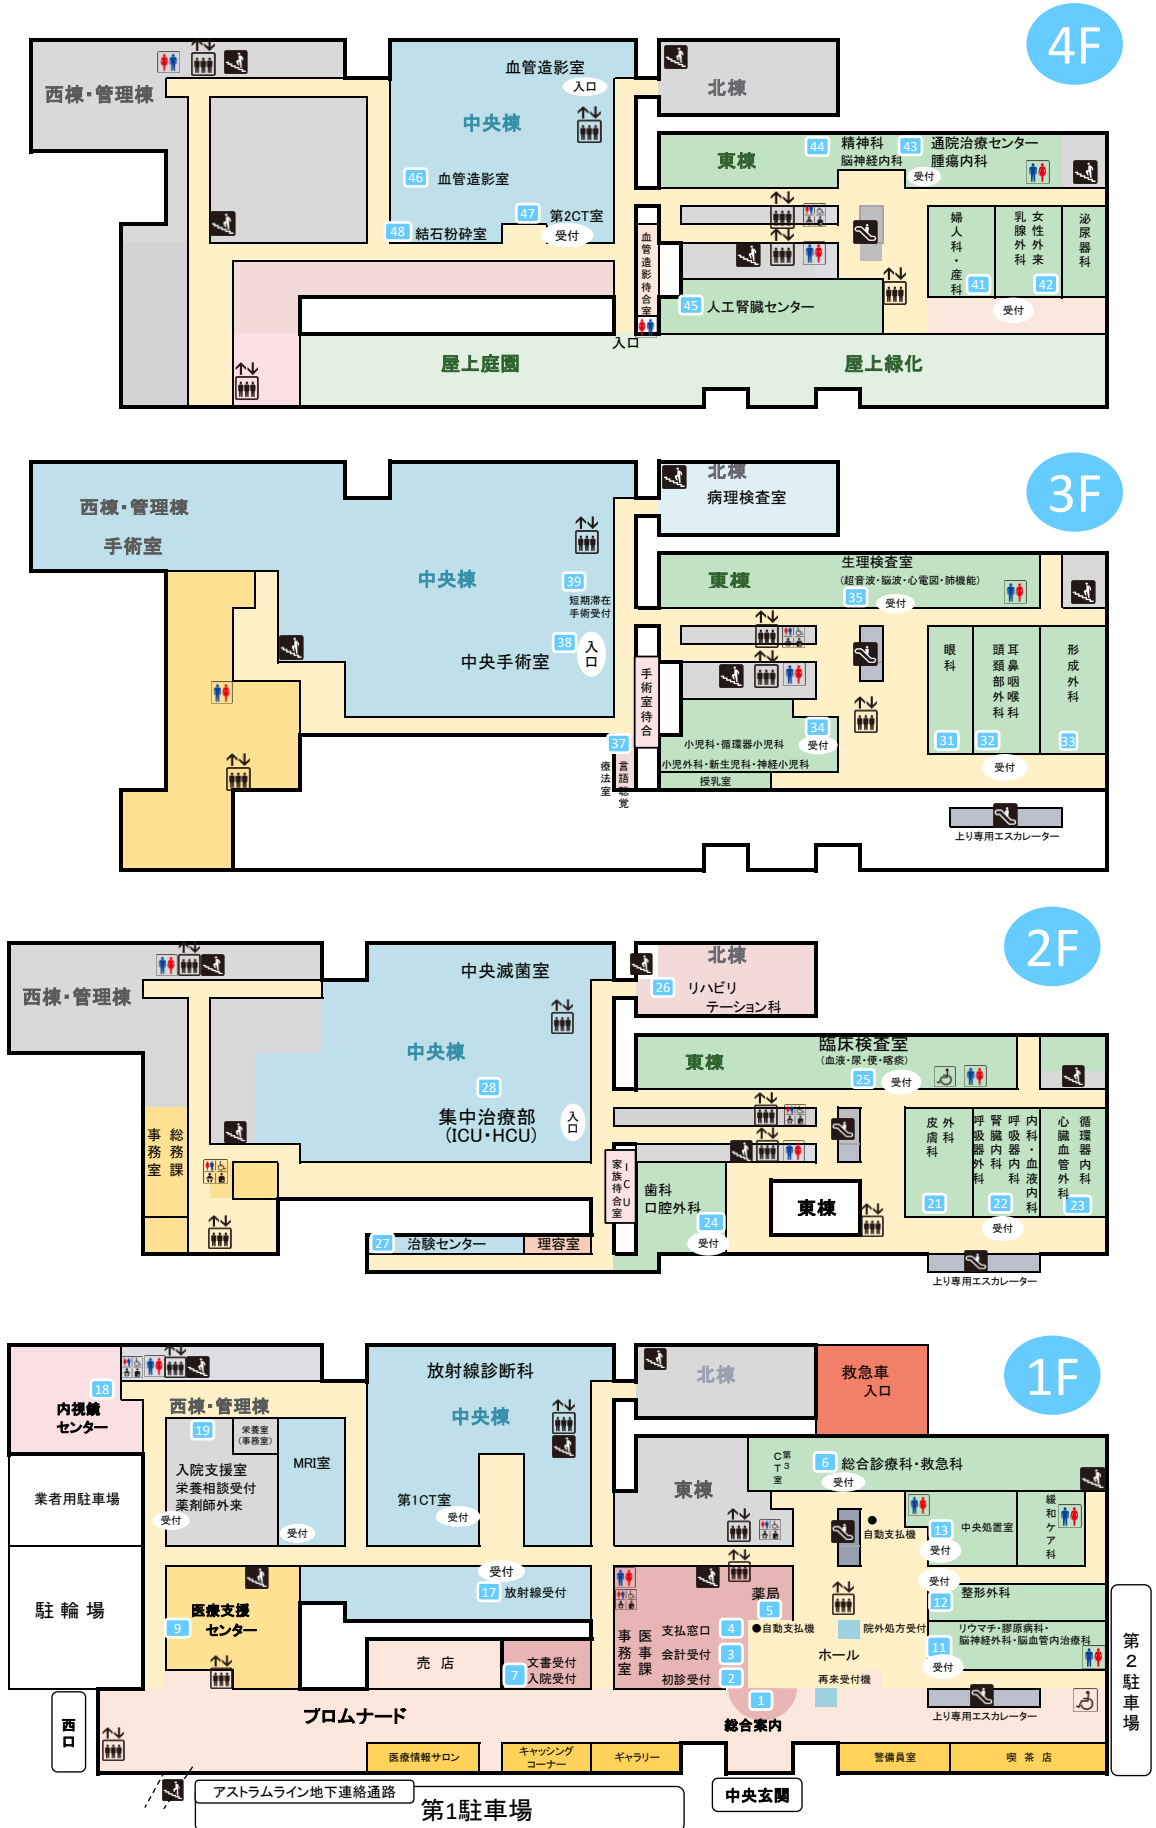 4F
血管造影室
入口
西棟・管理棟
北棟
中央棟
44
精神科
脳神経内科
43
通院治療センター
腫瘍内科
受付
東棟
46
血管造影室
47
第2CT室
受付
48
結石粉砕室
血管造影待合室
婦人科・産科
41
乳腺外科
女性外来
42
泌尿器科
受付
45
人工腎臓センター
入口
屋上庭園
屋上緑化
3F
北棟
病理検査室
西棟・管理棟
手術室
中央棟
39
短期滞在
手術受付
38
入口
中央手術室
東棟
生理検査室
(超音波・脳波・心電図・肺機能)
35
受付
手術室待合
眼科
31
頭頸部外科
耳鼻咽喉科
32
形成外科
33
受付
34
受付
小児科・循環器小児科
小児外科・新生児科・神経小児科
授乳室
37
言語聴覚
療法室
上り専用エスカレーター
2F
中央滅菌室
北棟
26
リハビリ
テーション科
西棟・管理棟
中央棟
28
集中治療部
(ICU・HCU)
入口
東棟
臨床検査室
(血液・尿・便・喀痰)
25
受付
総務課
事務室
ICU
家族待合室
歯科
口腔外科
24
受付
東棟
外科
皮膚科
21
内科・血液内科
呼吸器内科
腎臓内科
呼吸器外科
22
循環器内科
心臓血管外科
23
受付
27
治験センター
理容室
上り専用エスカレーター
1F
18
内視鏡
センター
放射線診断科
中央棟
北棟
救急車
入口
西棟・管理棟
19
栄養室
(事務室)
入院支援室
栄養相談受付
薬剤師外来
受付
MRI室
受付
第1CT室
受付
東棟
第3
CT室
6
総合診療科・救急科
受付
業者用駐車場
自動支払機
13
中央処置室
受付
緩和ケア科
駐輪場
9
医療支援
センター
受付
17
放射線受付
薬局
5
受付
12
整形外科
医事課
事務室
支払窓口
4
自動支払機
会計受付
3
初診受付
2
院外処方受付
ホール
再来受付機
リウマチ・膠原病科・
脳神経外科・脳血管内治療科
11
受付
第2駐車場
売店
文書受付
7
入院受付
1
総合案内
上り専用エスカレーター
西口
プロムナード
医療情報サロン
キャッシング
コーナー
ギャラリー
警備員室
喫茶店
アストラムライン地下連絡通路
第1駐車場
中央玄関